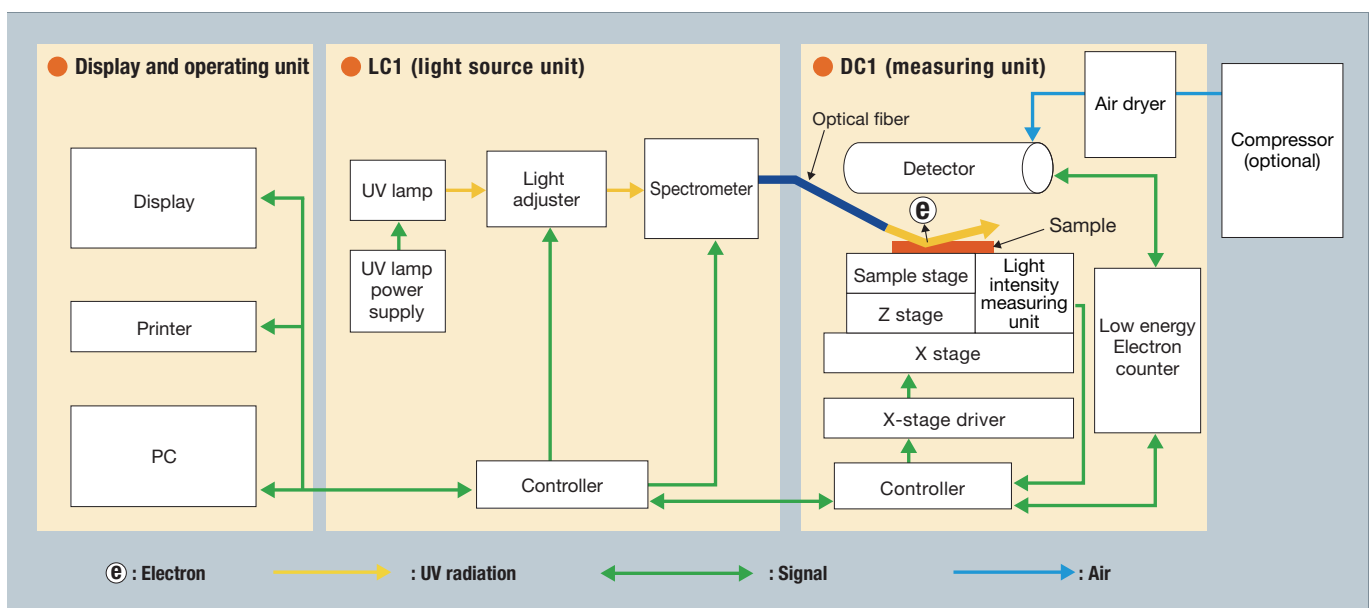 Display and operating unit
LC1 (light source unit)
DC1 (measuring unit)
Display
Printer
PC
UV lamp
UV lamp
power
supply
Light
adjuster
Spectrometer
Controller
Optical fiber
Detector
e
Sample
Sample stage
Z stage
Light
intensity
measuring
unit
X stage
X-stage driver
Controller
Air dryer
Low energy
Electron
counter
Compressor
(optional)
e : Electron
: UV radiation
: Signal
: Air